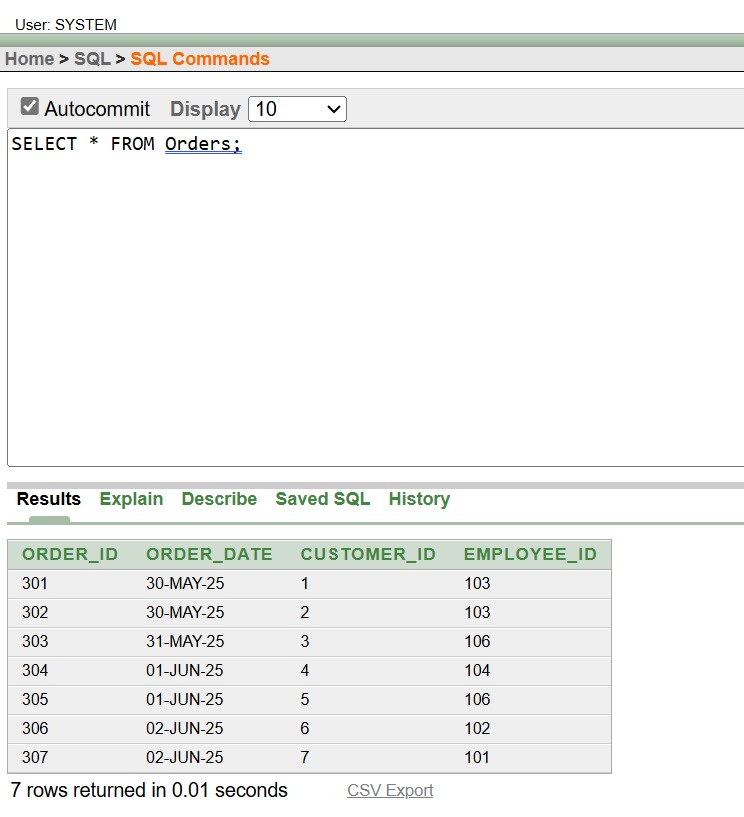 User: SYSTEM
Home > SQL > SQL Commands
Autocommit Display 10
SELECT * FROM Orders;
Results Explain Describe Saved SQL History
ORDER_ID ORDER_DATE CUSTOMER_ID EMPLOYEE_ID
301 30-MAY-25 1 103
302 30-MAY-25 2 103
303 31-MAY-25 3 106
304 01-JUN-25 4 104
305 01-JUN-25 5 106
306 02-JUN-25 6 102
307 02-JUN-25 7 101
7 rows returned in 0.01 seconds CSV Export